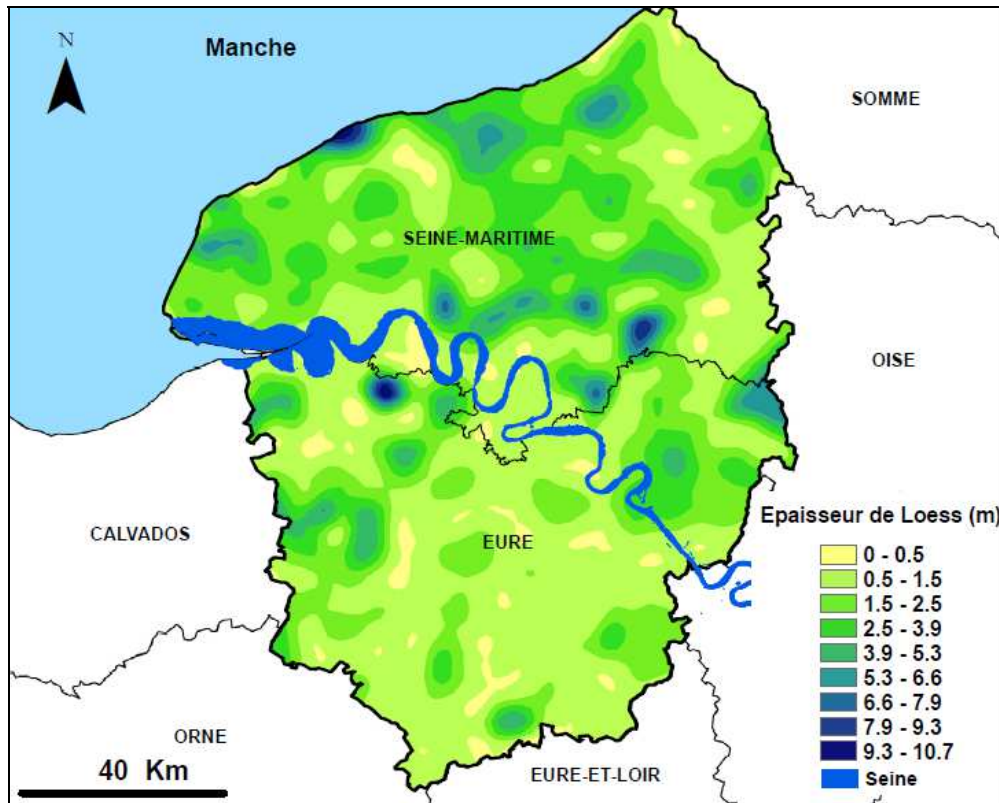 N
Manche
SOMME
SEINE-MARITIME
OISE
CALVADOS
EURE
ORNE
EURE-ET-LOIR
40 Km
Epaisseur de Loess (m)
0 - 0.5
0.5 - 1.5
1.5 - 2.5
2.5 - 3.9
3.9 - 5.3
5.3 - 6.6
6.6 - 7.9
7.9 - 9.3
9.3 - 10.7
Seine